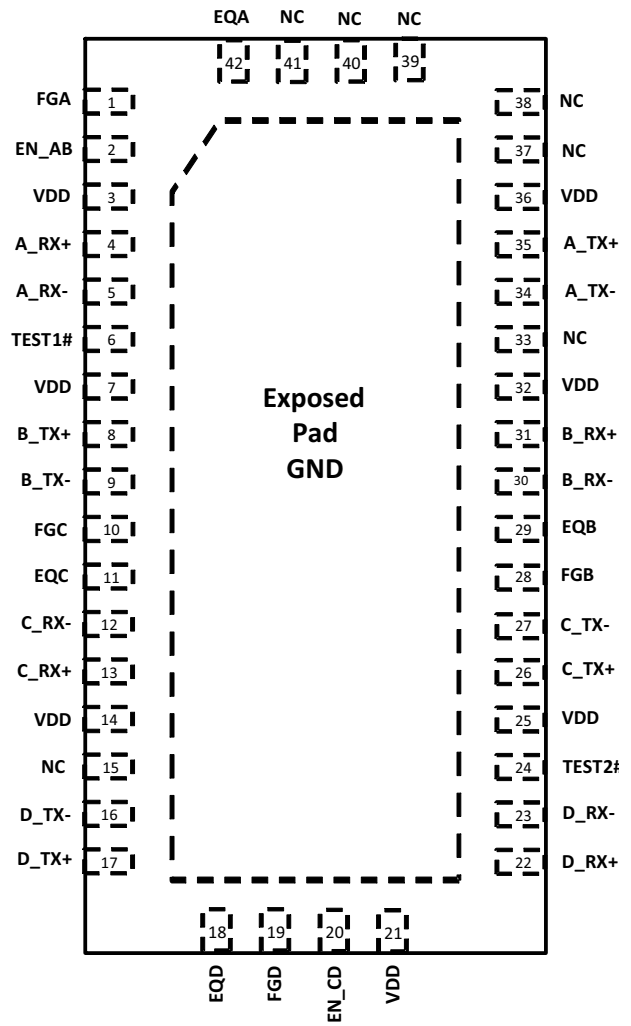 EQA NC NC NC
42 41 40 39
FGA 1 38 NC
EN_AB 2 37 NC
VDD 3 36 VDD
A_RX+ 4 35 A_TX+
A_RX- 5 34 A_TX-
TEST1# 6 33 NC
VDD 7 32 VDD
Exposed
Pad
GND
B_TX+ 8 31 B_RX+
B_TX- 9 30 B_RX-
FGC 10 29 EQB
EQC 11 28 FGB
C_RX- 12 27 C_TX-
C_RX+ 13 26 C_TX+
VDD 14 25 VDD
NC 15 24 TEST2#
D_TX- 16 23 D_RX-
D_TX+ 17 22 D_RX+
18 19 20 21
EQD
FGD
EN_CD
VDD